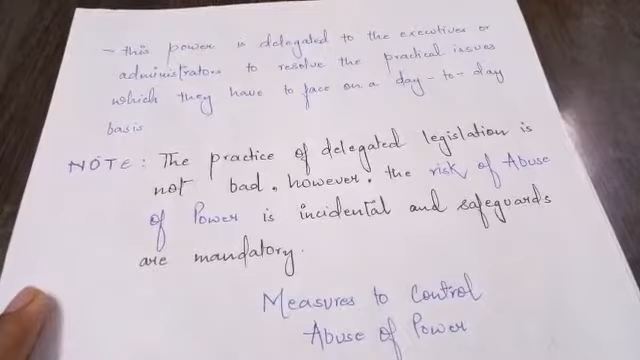 - this power is delegated to the executives or
administrators to resolve the practical issues
which they have to face on a day-to-day
basis
NOTE: The practice of delegated legislation is
not bad, however, the risk of Abuse
of Power is incidental and safeguards
are mandatory.
Measures to control
Abuse of Power